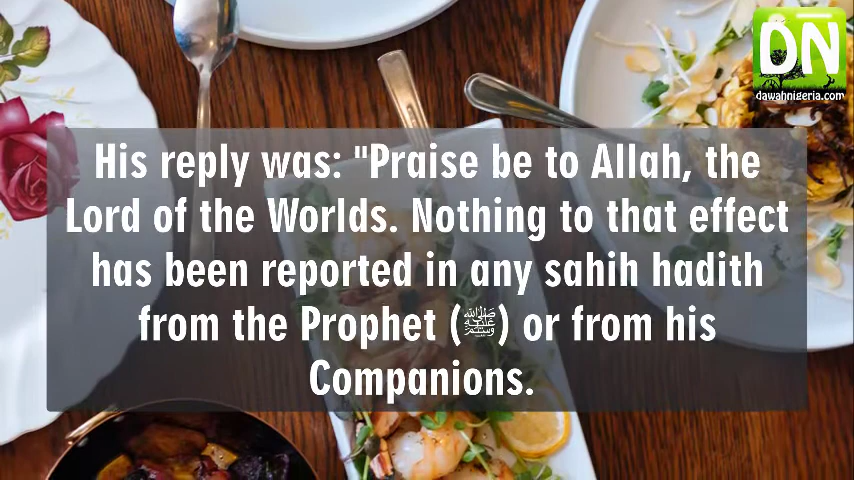 DN
dawahnigeria.com
His reply was: "Praise be to Allah, the
Lord of the Worlds. Nothing to that effect
has been reported in any sahih hadith
from the Prophet (ﷺ) or from his
Companions.